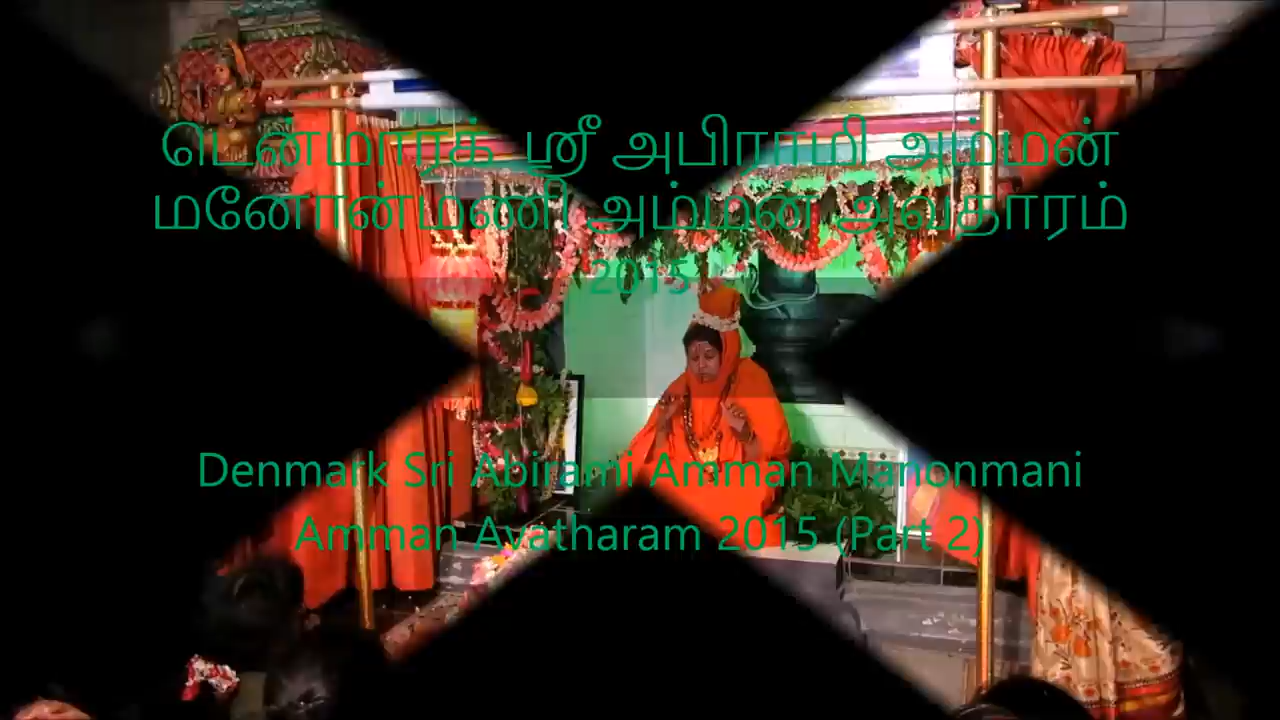 டென்மார்க் ஸ்ரீ அபிராமி அம்மன்
மனோன்மணி அம்மன் அவதாரம்
2015
Denmark Sri Abirami Amman Manonmani
Amman Avatharam 2015 (Part 2)